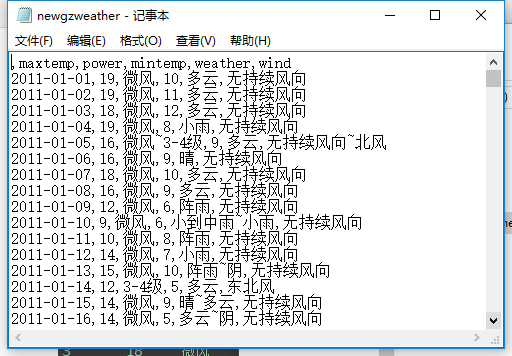 newgzweather - 记事本
文件(F) 编辑(E) 格式(O) 查看(V) 帮助(H)
,maxtemp,power,mintemp,weather,wind
2011-01-01,19,微风,10,多云,无持续风向
2011-01-02,19,微风,11,多云,无持续风向
2011-01-03,18,微风,12,多云,无持续风向
2011-01-04,19,微风,8,小雨,无持续风向
2011-01-05,16,微风~3-4级,9,多云,无持续风向~北风
2011-01-06,16,微风,9,晴,无持续风向
2011-01-07,18,微风,10,多云,无持续风向
2011-01-08,16,微风,9,多云,无持续风向
2011-01-09,12,微风,6,阵雨,无持续风向
2011-01-10,9,微风,6,小到中雨~小雨,无持续风向
2011-01-11,10,微风,8,阵雨,无持续风向
2011-01-12,14,微风,7,小雨,无持续风向
2011-01-13,15,微风,10,阵雨~阴,无持续风向
2011-01-14,12,3-4级,5,多云,东北风
2011-01-15,14,微风,9,晴~多云,无持续风向
2011-01-16,14,微风,5,多云~阴,无持续风向